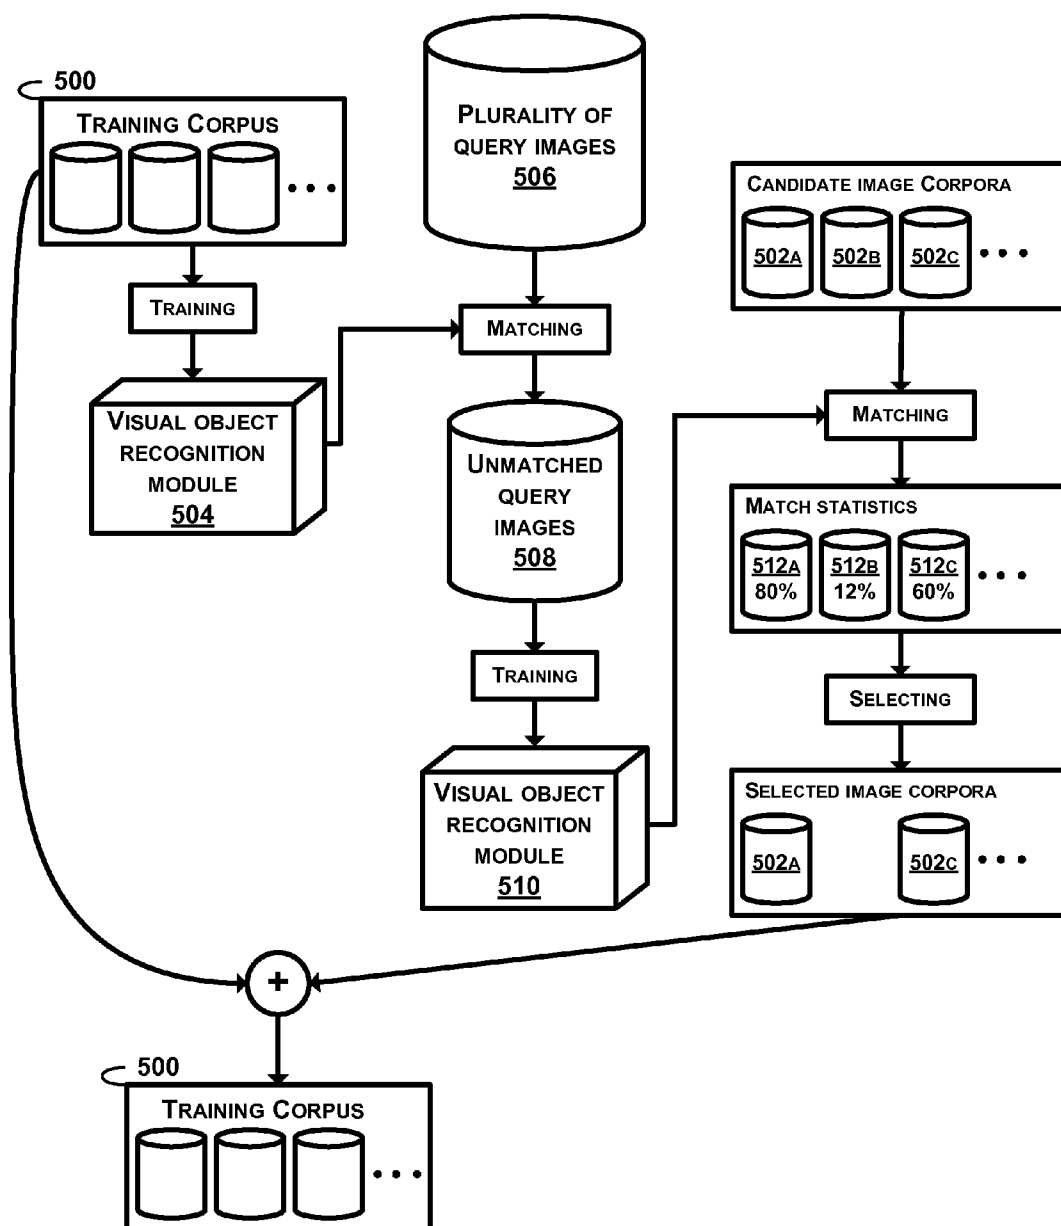 500
TRAINING CORPUS
• • •
TRAINING
VISUAL OBJECT
RECOGNITION
MODULE
504
PLURALITY OF
QUERY IMAGES
506
MATCHING
UNMATCHED
QUERY
IMAGES
508
TRAINING
VISUAL OBJECT
RECOGNITION
MODULE
510
CANDIDATE IMAGE CORPORA
502A 502B 502C • • •
MATCHING
MATCH STATISTICS
512A 512B 512C • • •
80% 12% 60%
SELECTING
SELECTED IMAGE CORPORA
502A 502C • • •
+
500
TRAINING CORPUS
• • •